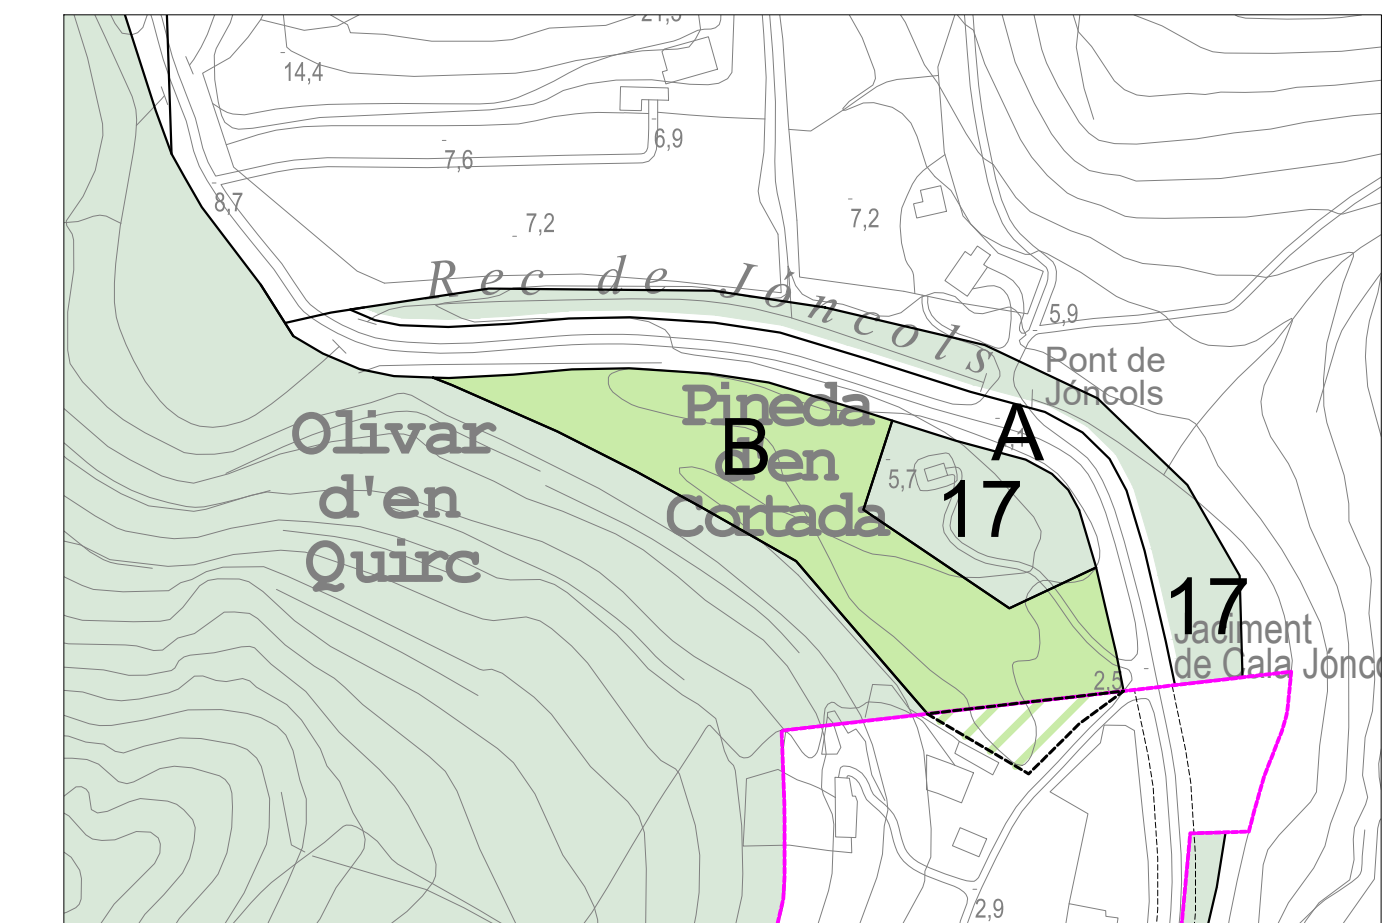 14,4
6,9
7,6
8,7
7,2
7,2
Rec de Jóncols
5,9
Pont de
Jóncols
Pineda
d'en
Cortada
B
A
Olivar
d'en
Quirc
5,7
17
17
Jaciment
de Cala
2,5
2,9